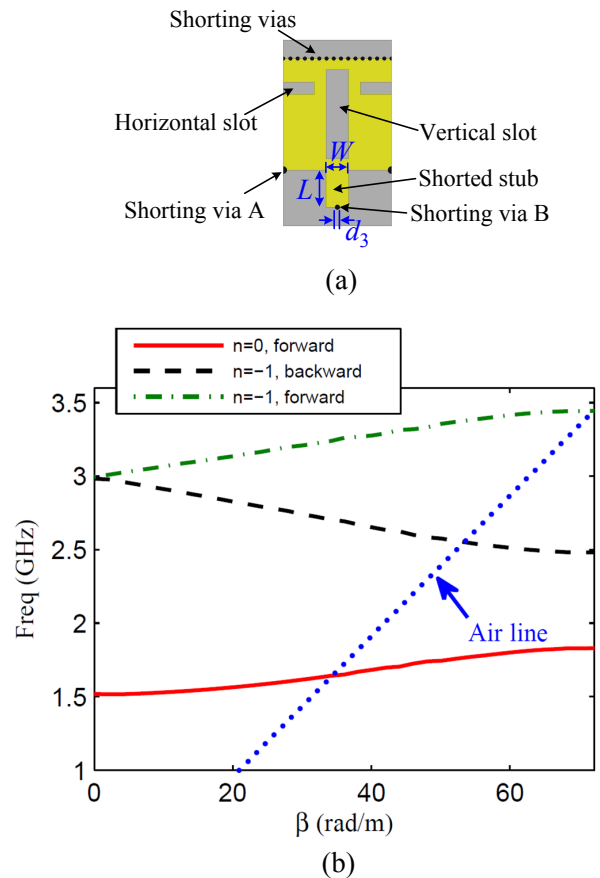 Shorting vias
Horizontal slot
Vertical slot
W
L
Shorted stub
Shorting via A
Shorting via B
d3
(a)
n=0, forward
n=−1, backward
n=−1, forward
3.5
3
2.5
2
1.5
1
Freq (GHz)
Air line
0
20
40
60
β (rad/m)
(b)